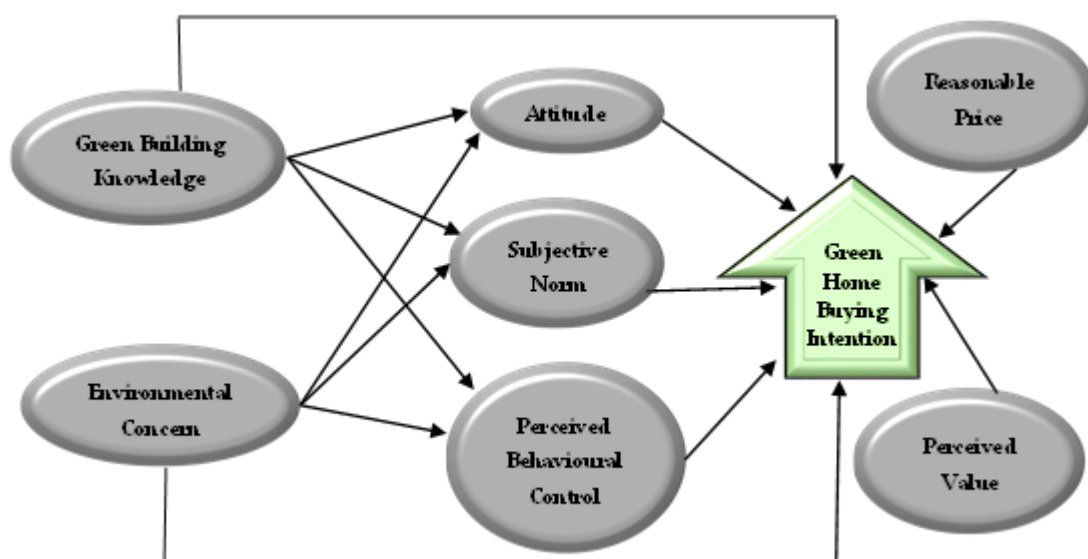 Green Building
Knowledge
Attitude
Reasonable
Price
Subjective
Norm
Green
Home
Buying
Intention
Environmental
Concern
Perceived
Behavioural
Control
Perceived
Value